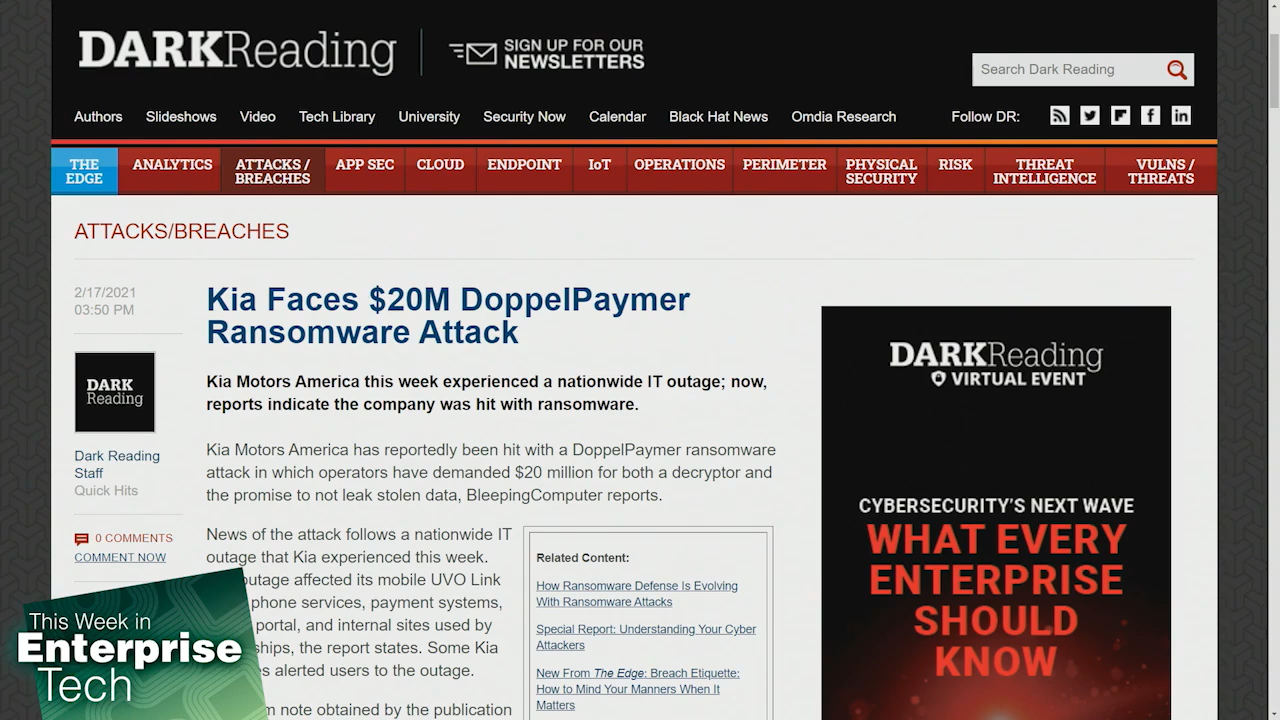 DARKReading
SIGN UP FOR OUR
NEWSLETTERS
Search Dark Reading
Authors Slideshows Video Tech Library University Security Now Calendar Black Hat News Omdia Research Follow DR:
THE EDGE ANALYTICS ATTACKS / BREACHES APP SEC CLOUD ENDPOINT IoT OPERATIONS PERIMETER PHYSICAL SECURITY RISK THREAT INTELLIGENCE VULNS / THREATS
ATTACKS/BREACHES
2/17/2021
03:50 PM
DARK
Reading
Dark Reading
Staff
Quick Hits
0 COMMENTS
COMMENT NOW
Kia Faces $20M DoppelPaymer
Ransomware Attack
Kia Motors America this week experienced a nationwide IT outage; now,
reports indicate the company was hit with ransomware.
Kia Motors America has reportedly been hit with a DoppelPaymer ransomware
attack in which operators have demanded $20 million for both a decryptor and
the promise to not leak stolen data, BleepingComputer reports.
News of the attack follows a nationwide IT
outage that Kia experienced this week.
outage affected its mobile UVO Link
phone services, payment systems,
portal, and internal sites used by
the report states. Some Kia
alerted users to the outage.
note obtained by the publication
Related Content:
How Ransomware Defense Is Evolving
With Ransomware Attacks
Special Report: Understanding Your Cyber
Attackers
New From The Edge: Breach Etiquette:
How to Mind Your Manners When It
Matters
DARKReading
VIRTUAL EVENT
CYBERSECURITY'S NEXT WAVE
WHAT EVERY
ENTERPRISE
SHOULD
KNOW
This Week in
Enterprise
Tech